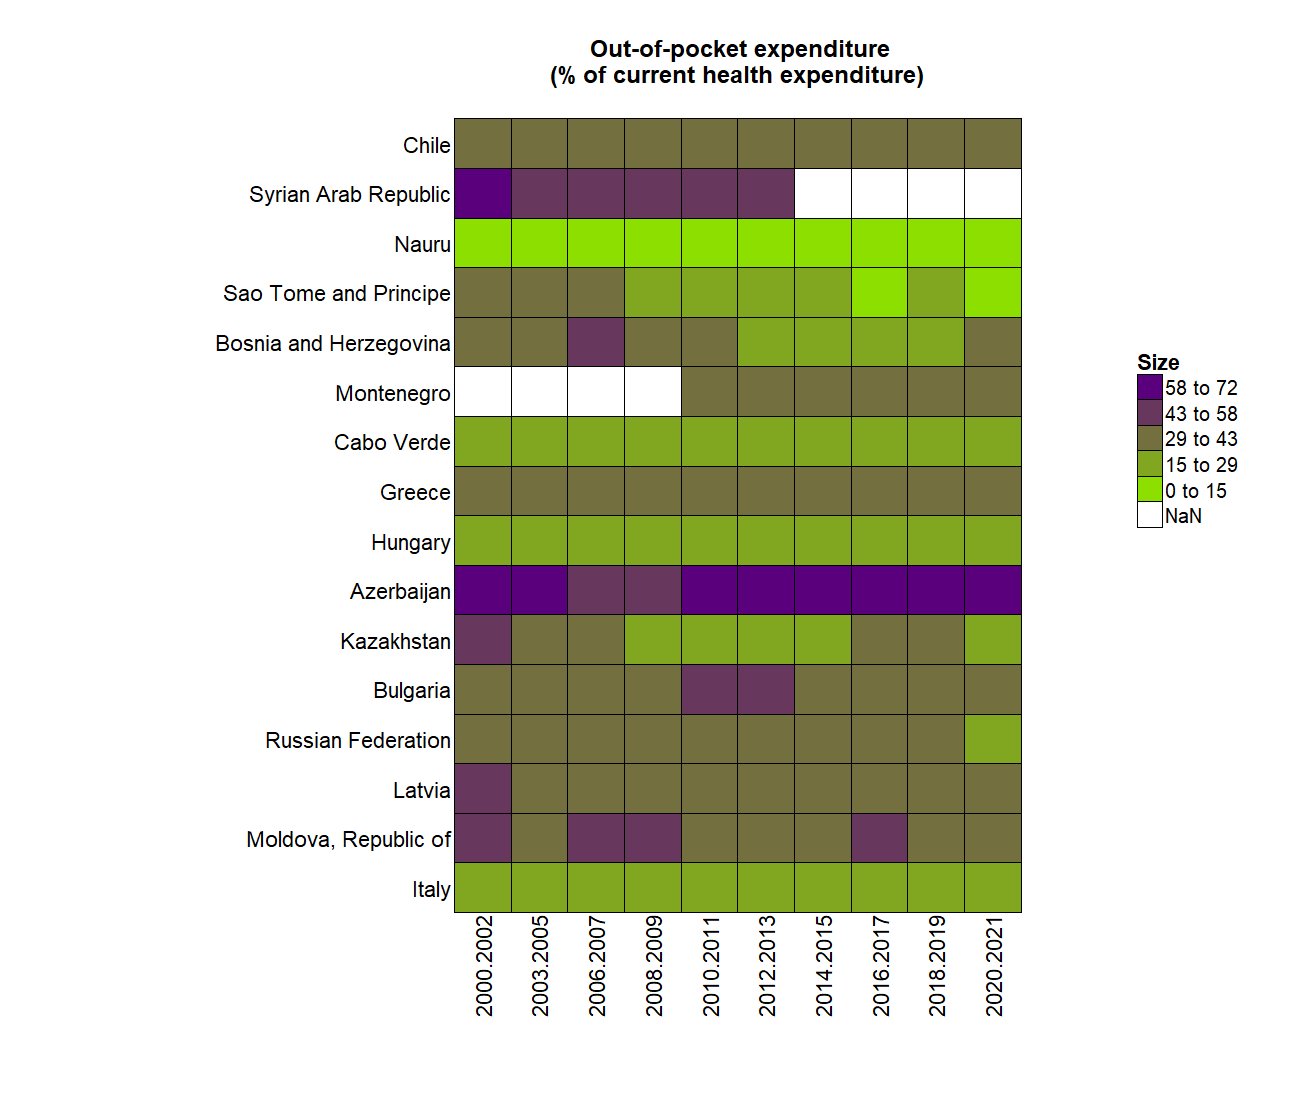 Out-of-pocket expenditure
(% of current health expenditure)
Chile
Syrian Arab Republic
Nauru
Sao Tome and Principe
Bosnia and Herzegovina
Montenegro
Cabo Verde
Greece
Hungary
Azerbaijan
Kazakhstan
Bulgaria
Russian Federation
Latvia
Moldova, Republic of
Italy
2000.2002
2003.2005
2006.2007
2008.2009
2010.2011
2012.2013
2014.2015
2016.2017
2018.2019
2020.2021
Size
58 to 72
43 to 58
29 to 43
15 to 29
0 to 15
NaN